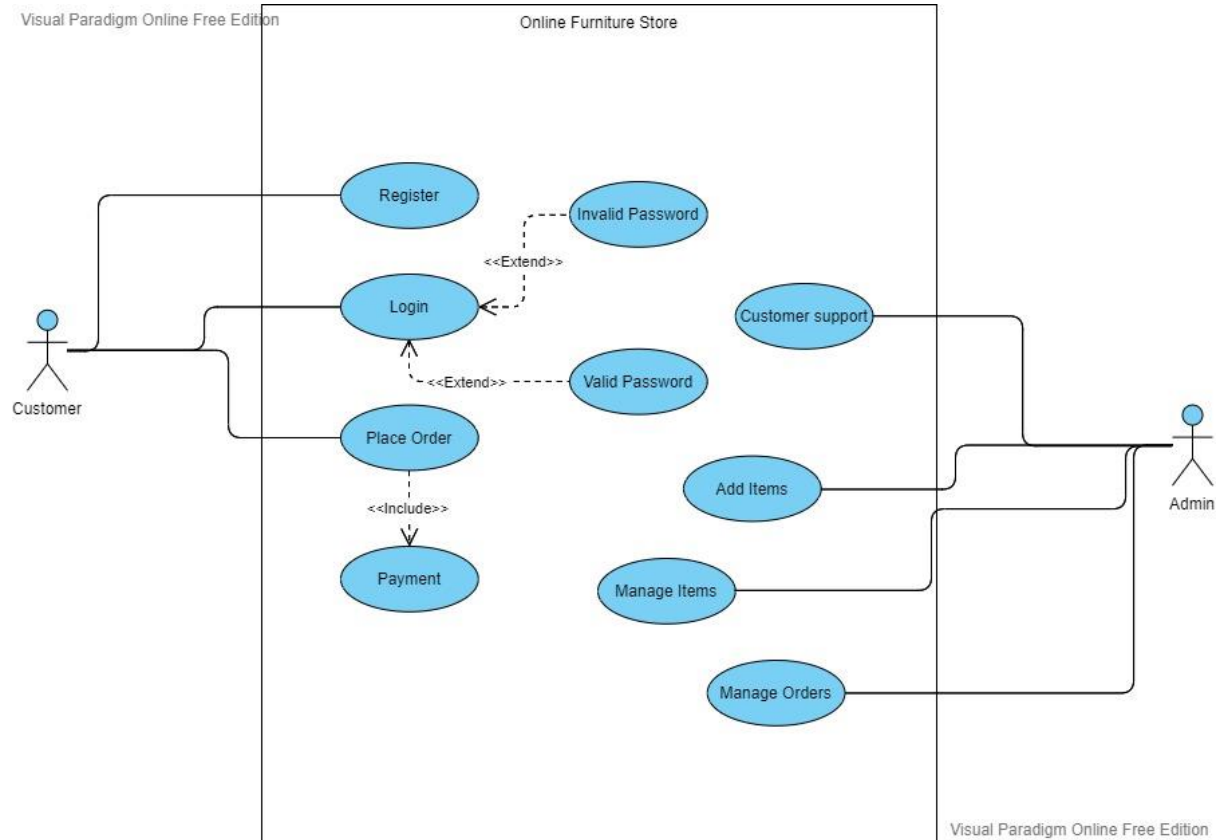 Visual Paradigm Online Free Edition
Online Furniture Store
Register
Invalid Password
<<Extend>>
Login
Customer support
<<Extend>>
Valid Password
Customer
Place Order
Add Items
Admin
<<Include>>
Payment
Manage Items
Manage Orders
Visual Paradigm Online Free Edition